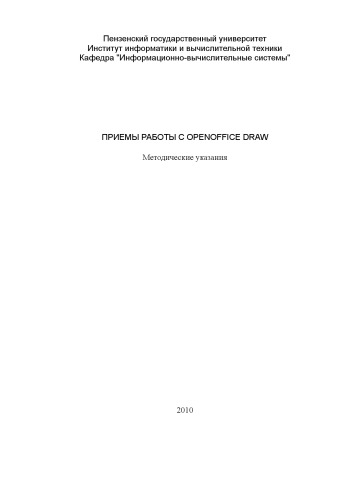 Пензенский государственный университет
Институт информатики и вычислительной техники
Кафедра "Информационно-вычислительные системы"
ПРИЕМЫ РАБОТЫ С OPENOFFICE DRAW
Методические указания
2010